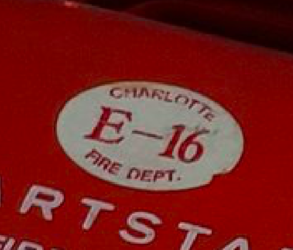 CHARLOTTE
E-16
FIRE DEPT.
ARTSTA